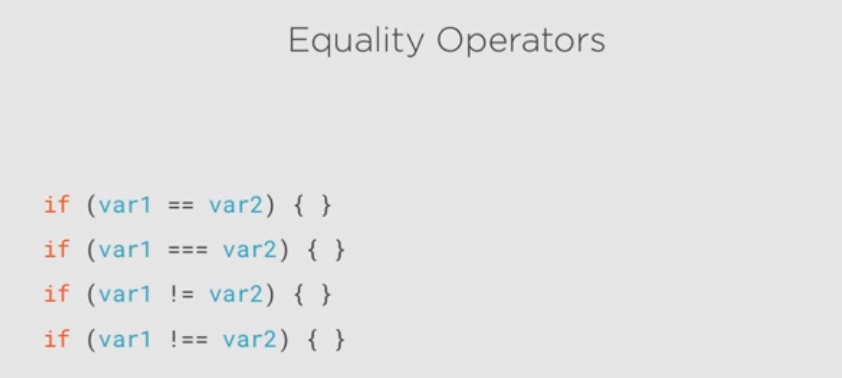 Equality Operators
if (var1 == var2) { }
if (var1 === var2) { }
if (var1 != var2) { }
if (var1 !== var2) { }